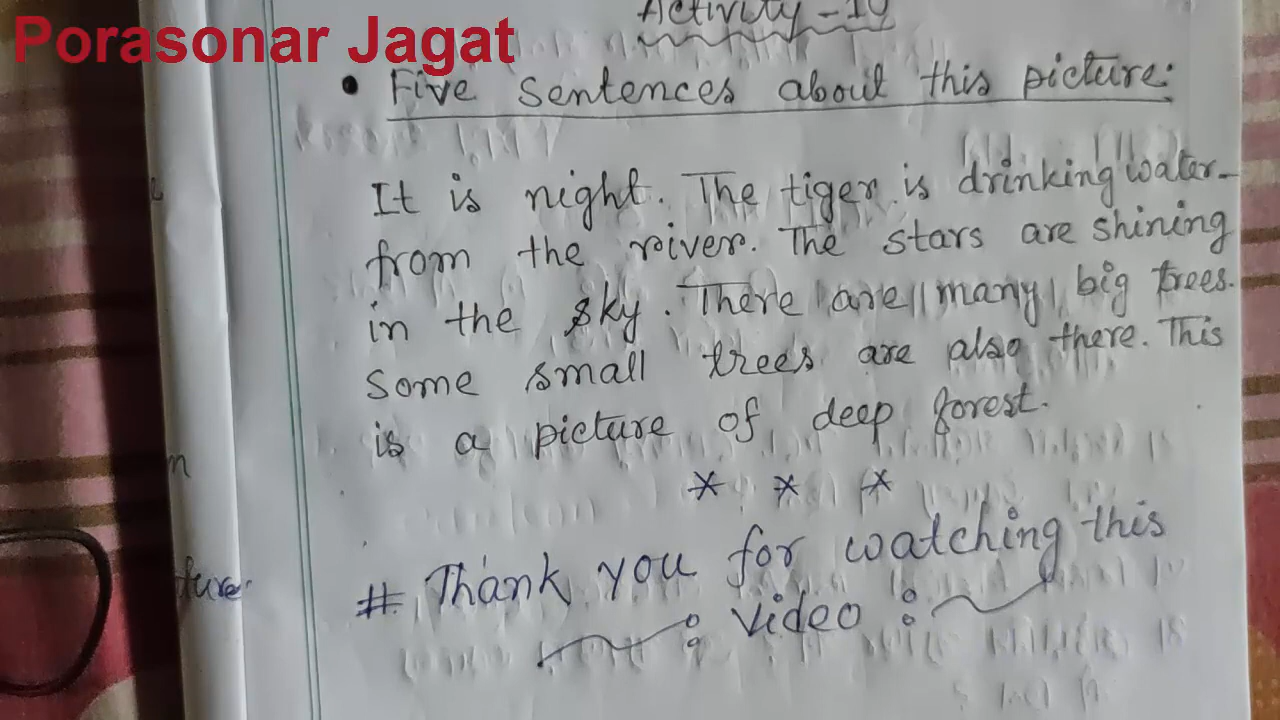 Porasonar Jagat
Activity - 10
• Five sentences about this picture:
It is night. The tiger is drinking water
from the river. The stars are shining
in the sky. There are many big trees.
Some small trees are also there. This
is a picture of deep forest.
* * *
# Thank you for watching this
: Video :
ture: